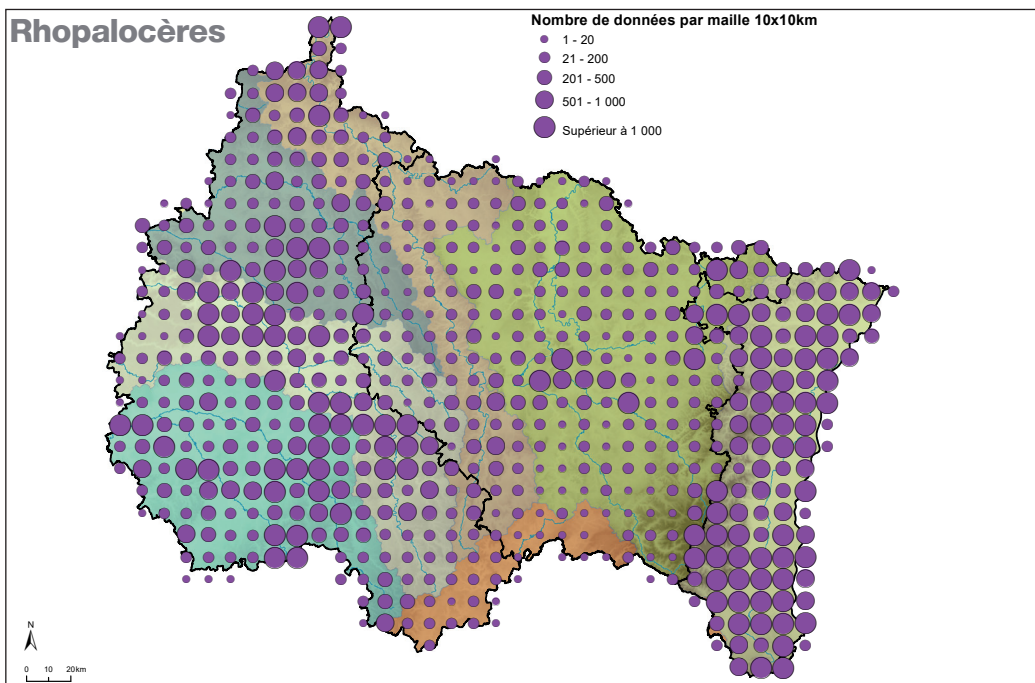 Rhopalocères
Nombre de données par maille 10x10km
1 - 20
21 - 200
201 - 500
501 - 1 000
Supérieur à 1 000
N
0 10 20km